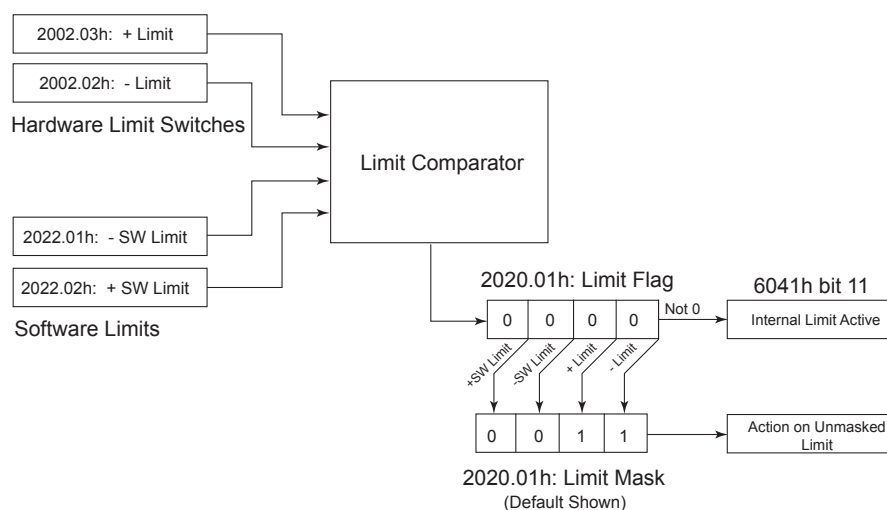 2002.03h: + Limit
2002.02h: - Limit
Hardware Limit Switches
2022.01h: - SW Limit
2022.02h: + SW Limit
Software Limits
Limit Comparator
2020.01h: Limit Flag
0 0 0 0
Not 0
6041h bit 11
Internal Limit Active
+SW Limit
-SW Limit
+ Limit
- Limit
0 0 1 1
Action on Unmasked
Limit
2020.01h: Limit Mask
(Default Shown)